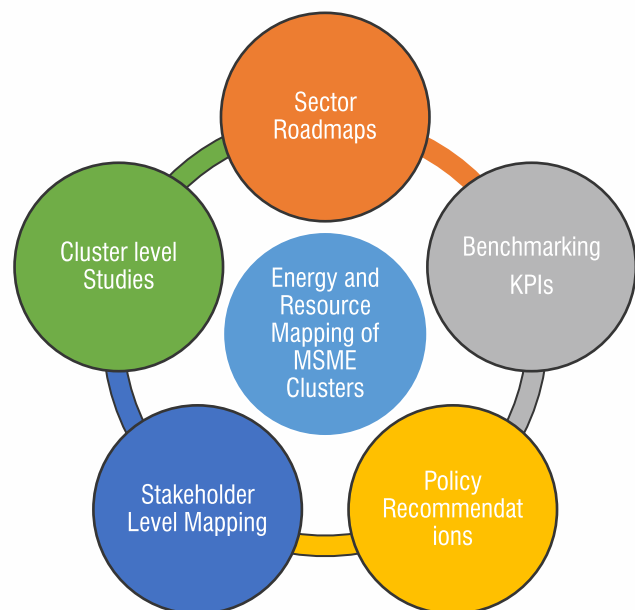 Sector
Roadmaps
Cluster level
Studies
Benchmarking
KPIs
Energy and
Resource
Mapping of
MSME
Clusters
Stakeholder
Level Mapping
Policy
Recommendat
ions